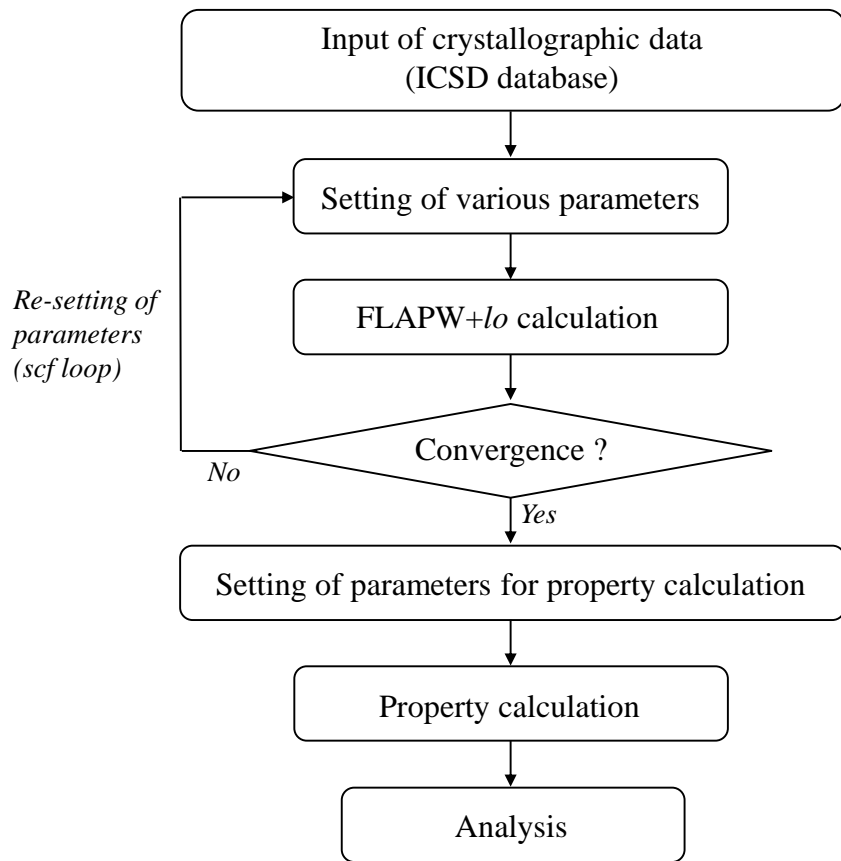 Input of crystallographic data
(ICSD database)
Setting of various parameters
FLAPW+lo calculation
Re-setting of
parameters
(scf loop)
Convergence ?
No
Yes
Setting of parameters for property calculation
Property calculation
Analysis